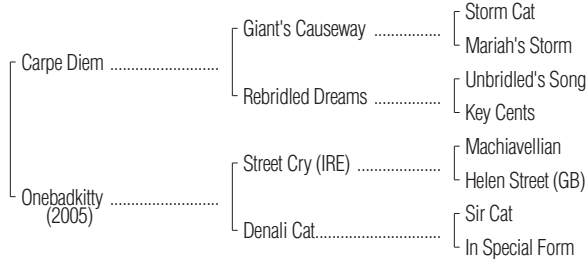 Storm Cat
Giant's Causeway ................
Mariah's Storm
Carpe Diem ..........................
Unbridled's Song
Rebridled Dreams ................
Key Cents
Machiavellian
Street Cry (IRE) ....................
Helen Street (GB)
Onebadkitty ..........................
(2005)
Sir Cat
Denali Cat..............................
In Special Form